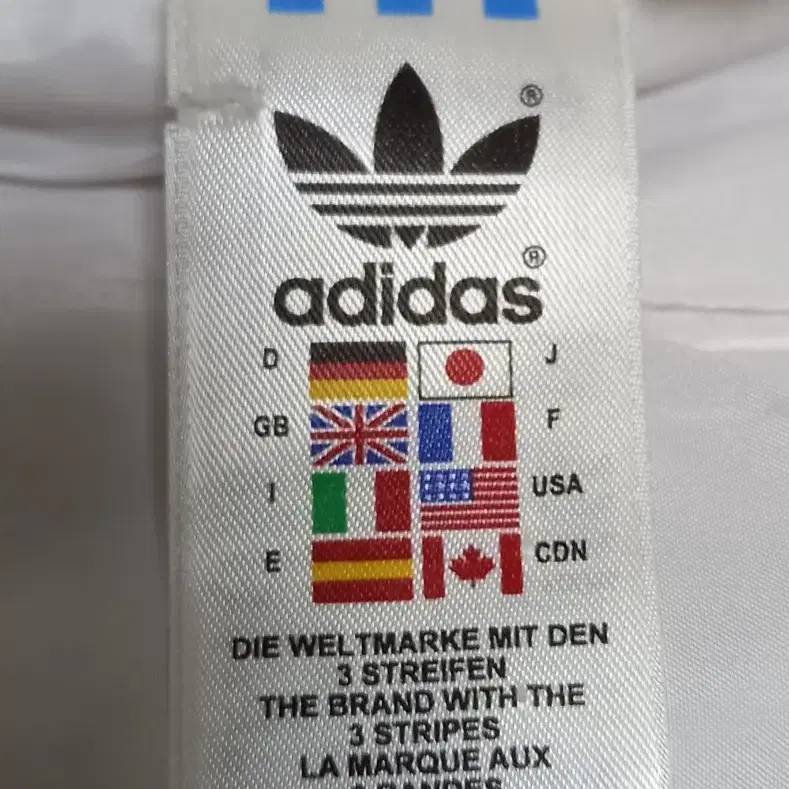 ®
adidas®
D J
GB F
I USA
E CDN
DIE WELTMARKE MIT DEN
3 STREIFEN
THE BRAND WITH THE
3 STRIPES
LA MARQUE AUX
BANDES